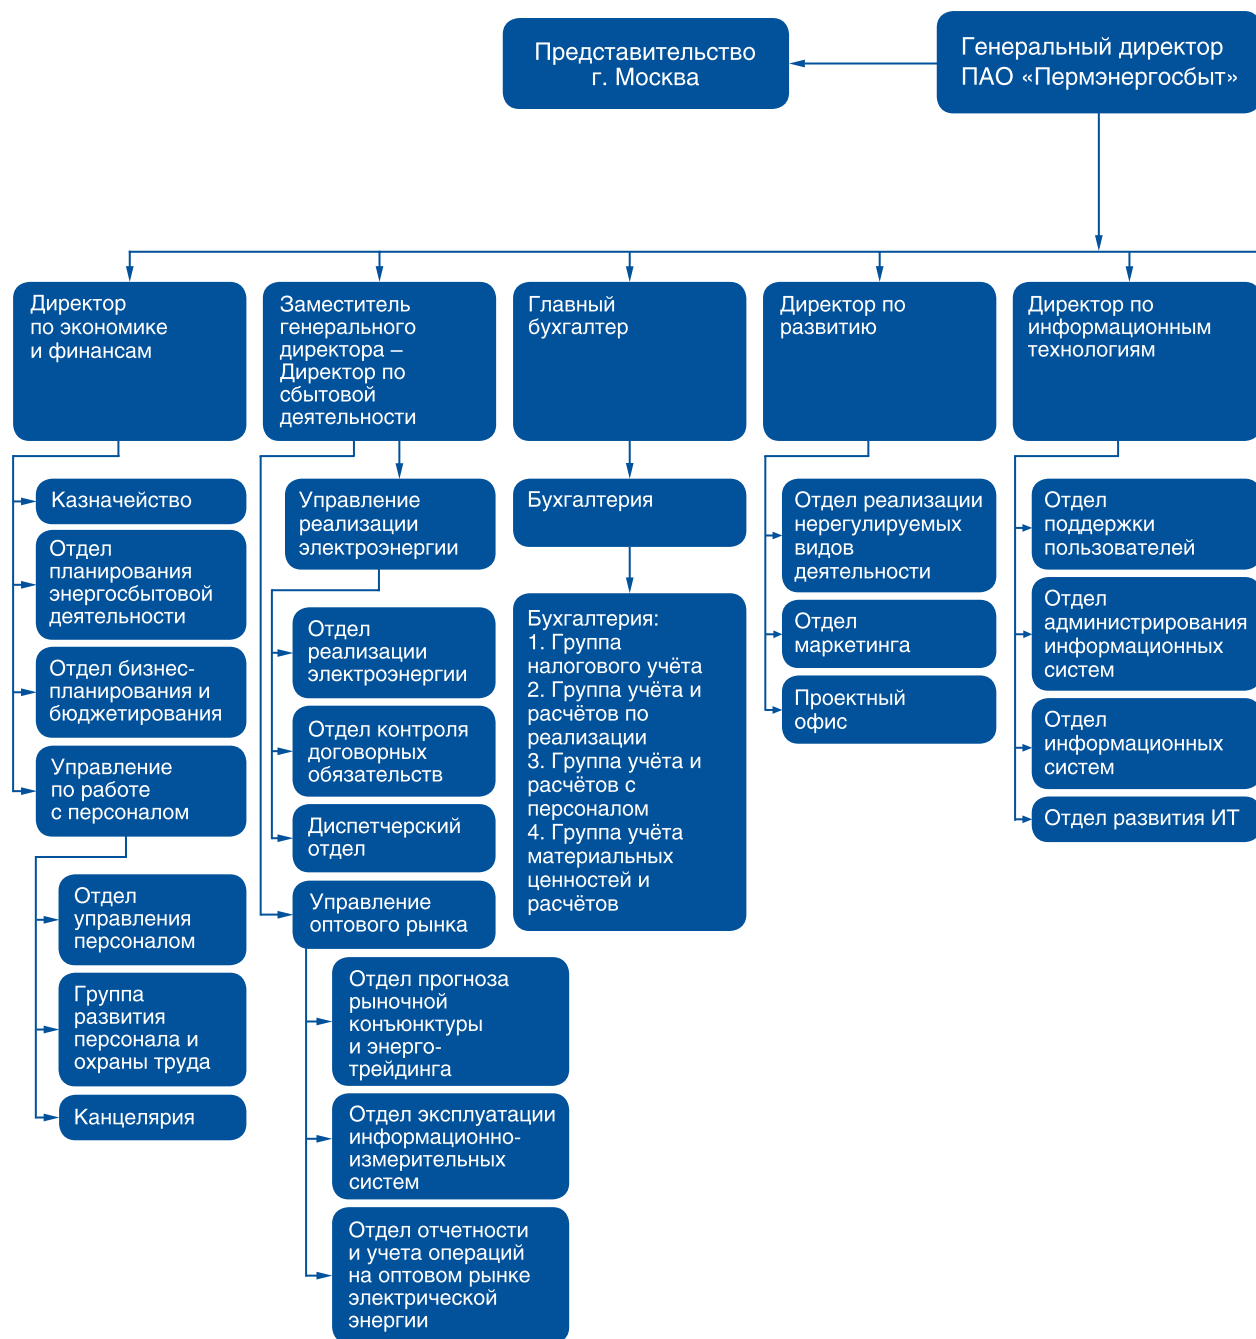 Представительство
г. Москва
Генеральный директор
ПАО «Пермэнергосбыт»
Директор
по экономике
и финансам
Заместитель
генерального
директора –
Директор по
сбытовой
деятельности
Главный
бухгалтер
Директор по
развитию
Директор по
информационным
технологиям
Казначейство
Отдел
планирования
энергосбытовой
деятельности
Отдел бизнес-
планирования и
бюджетирования
Управление
по работе
с персоналом
Отдел
управления
персоналом
Группа
развития
персонала и
охраны труда
Канцелярия
Управление
реализации
электроэнергии
Отдел
реализации
электроэнергии
Отдел контроля
договорных
обязательств
Диспетчерский
отдел
Управление
оптового рынка
Отдел прогноза
рыночной
конъюнктуры
и энерго-
трейдинга
Отдел эксплуатации
информационно-
измерительных
систем
Отдел отчетности
и учета операций
на оптовом рынке
электрической
энергии
Бухгалтерия
Бухгалтерия:
1. Группа
налогового учёта
2. Группа учёта и
расчётов по
реализации
3. Группа учёта и
расчётов с
персоналом
4. Группа учёта
материальных
ценностей и
расчётов
Отдел реализации
нерегулируемых
видов
деятельности
Отдел
маркетинга
Проектный
офис
Отдел
поддержки
пользователей
Отдел
администрирования
информационных
систем
Отдел
информационных
систем
Отдел развития ИТ